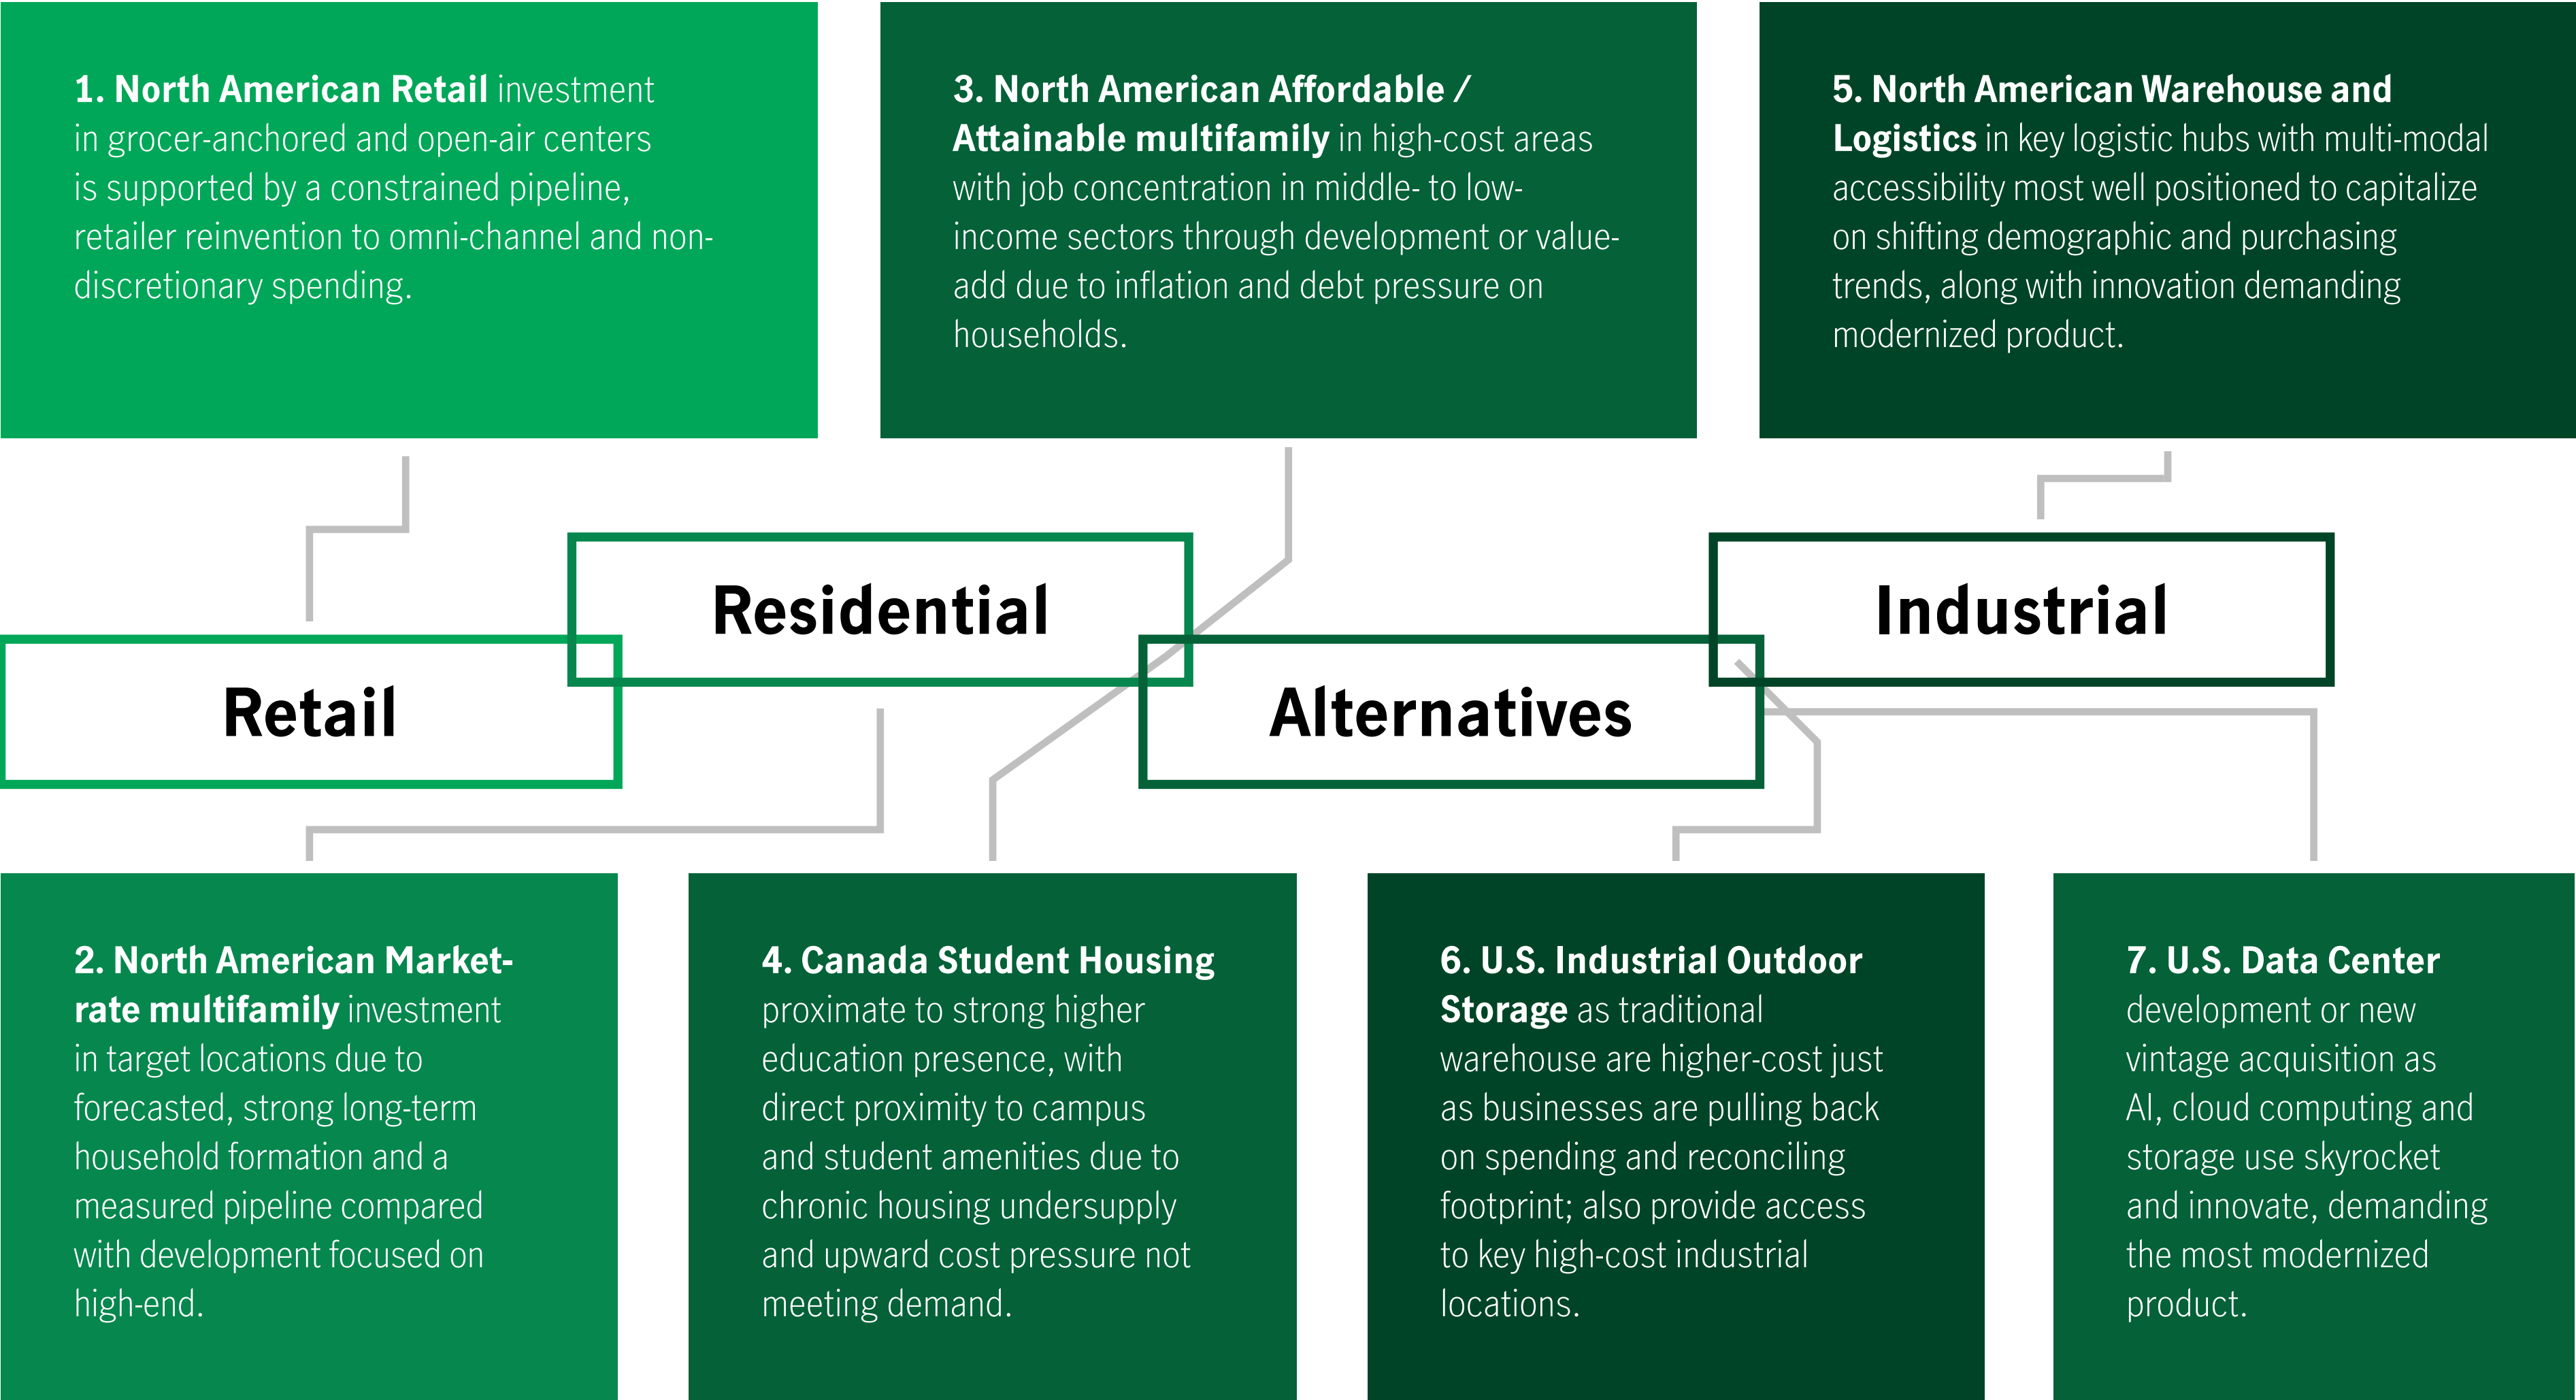 1. North American Retail investment
in grocer-anchored and open-air centers
is supported by a constrained pipeline,
retailer reinvention to omni-channel and non-
discretionary spending.
3. North American Affordable /
Attainable multifamily in high-cost areas
with job concentration in middle- to low-
income sectors through development or value-
add due to inflation and debt pressure on
households.
5. North American Warehouse and
Logistics in key logistic hubs with multi-modal
accessibility most well positioned to capitalize
on shifting demographic and purchasing
trends, along with innovation demanding
modernized product.
Retail
Residential
Alternatives
Industrial
2. North American Market-
rate multifamily investment
in target locations due to
forecasted, strong long-term
household formation and a
measured pipeline compared
with development focused on
high-end.
4. Canada Student Housing
proximate to strong higher
education presence, with
direct proximity to campus
and student amenities due to
chronic housing undersupply
and upward cost pressure not
meeting demand.
6. U.S. Industrial Outdoor
Storage as traditional
warehouse are higher-cost just
as businesses are pulling back
on spending and reconciling
footprint; also provide access
to key high-cost industrial
locations.
7. U.S. Data Center
development or new
vintage acquisition as
AI, cloud computing and
storage use skyrocket
and innovate, demanding
the most modernized
product.